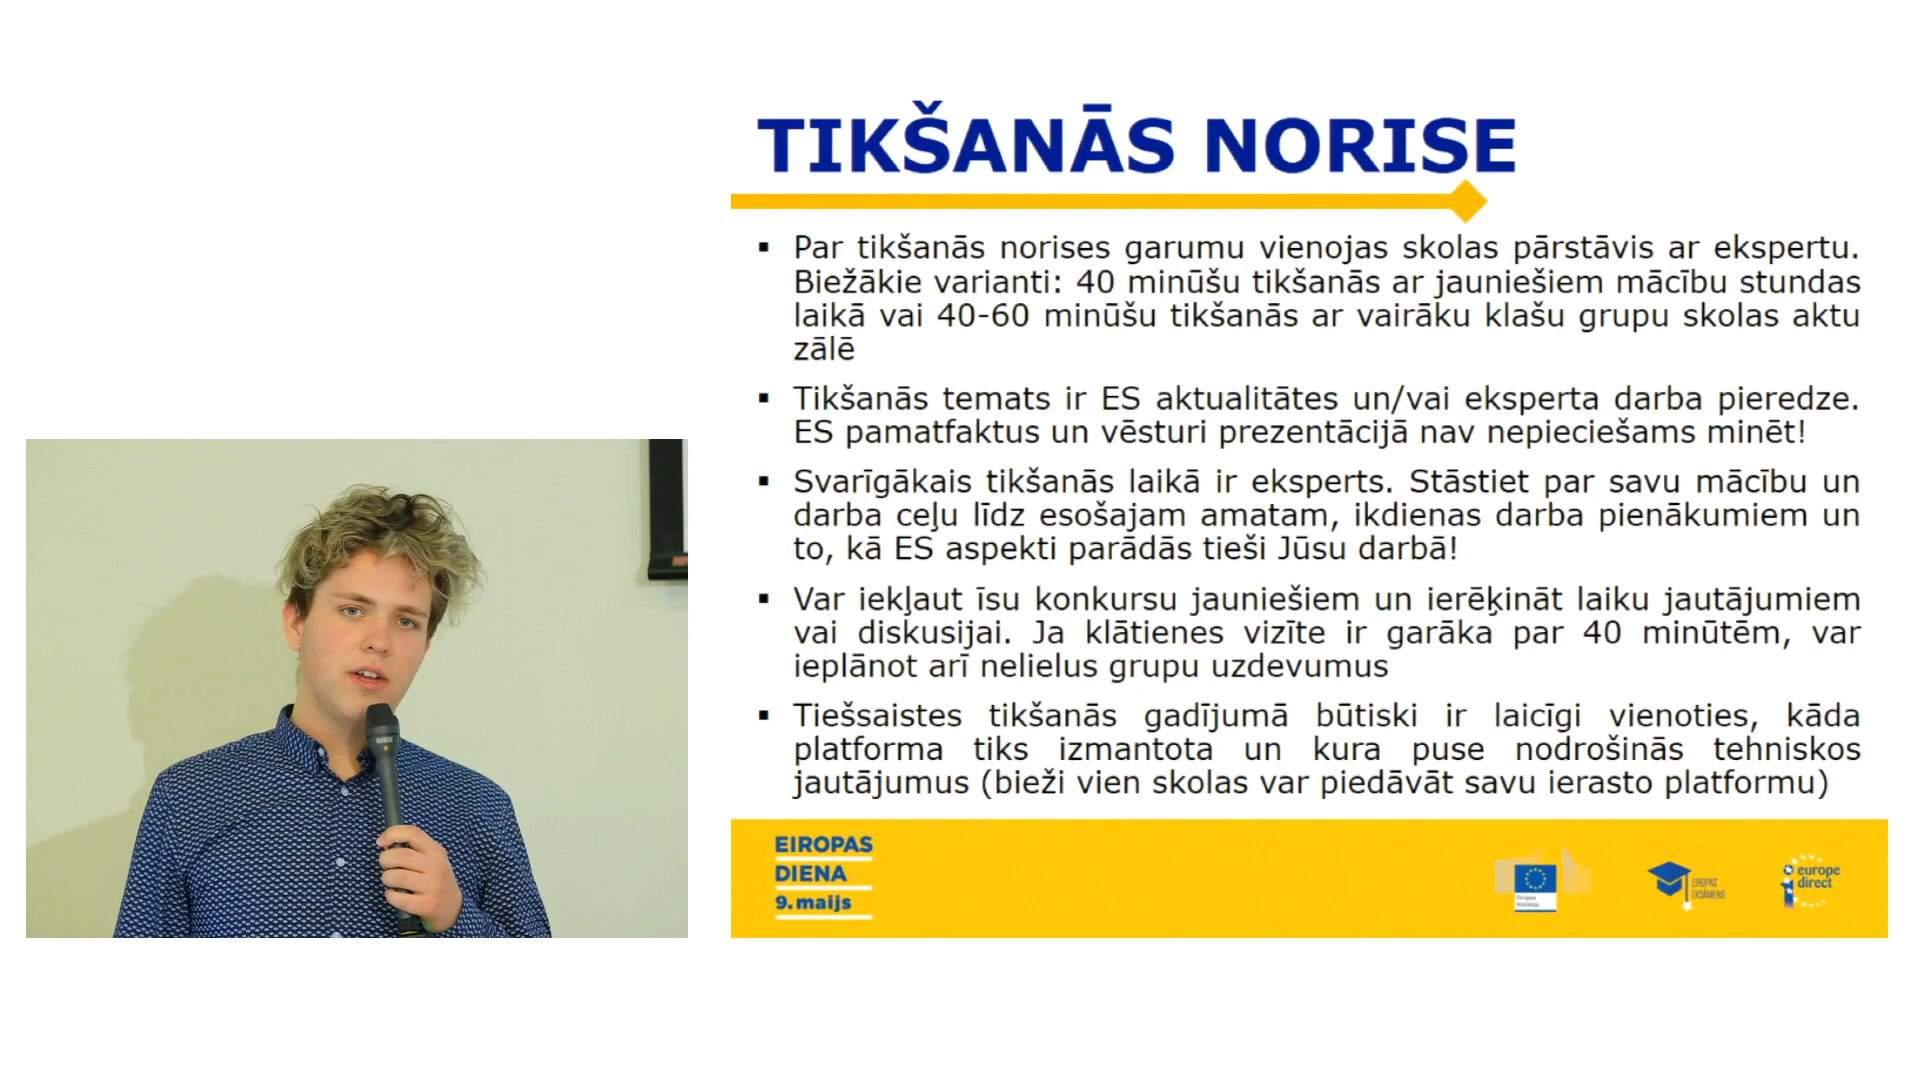 TIKŠANĀS NORISE
▪ Par tikšanās norises garumu vienojas skolas pārstāvis ar ekspertu.
Biežākie varianti: 40 minūšu tikšanās ar jauniešiem mācību stundas
laikā vai 40-60 minūšu tikšanās ar vairāku klašu grupu skolas aktu
zālē
▪ Tikšanās temats ir ES aktualitātes un/vai eksperta darba pieredze.
ES pamatfaktus un vēsturi prezentācijā nav nepieciešams minēt!
▪ Svarīgākais tikšanās laikā ir eksperts. Stāstiet par savu mācību un
darba ceļu līdz esošajam amatam, ikdienas darba pienākumiem un
to, kā ES aspekti parādās tieši Jūsu darbā!
▪ Var iekļaut īsu konkursu jauniešiem un ierēķināt laiku jautājumiem
vai diskusijai. Ja klātienes vizīte ir garāka par 40 minūtēm, var
ieplānot arī nelielus grupu uzdevumus
▪ Tiešsaistes tikšanās gadījumā būtiski ir laicīgi vienoties, kāda
platforma tiks izmantota un kura puse nodrošinās tehniskos
jautājumus (bieži vien skolas var piedāvāt savu ierasto platformu)
EIROPAS
DIENA
9. maijs
Eiropas
Komisija
EIROPAS
EKSĀMENS
europe
direct